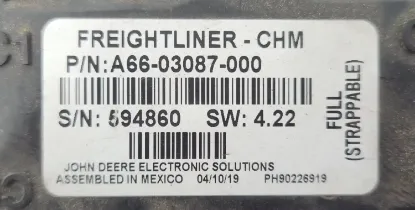 FREIGHTLINER - CHM
P/N:A66-03087-000
S/N: 594860 SW: 4.22
FULL
(STRAPPABLE)
JOHN DEERE ELECTRONIC SOLUTIONS
ASSEMBLED IN MEXICO 04/10/19 PH90226919